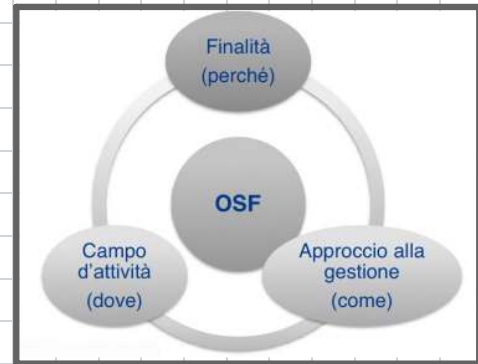 Finalità
(perché)
OSF
Campo
d'attività
(dove)
Approccio alla
gestione
(come)